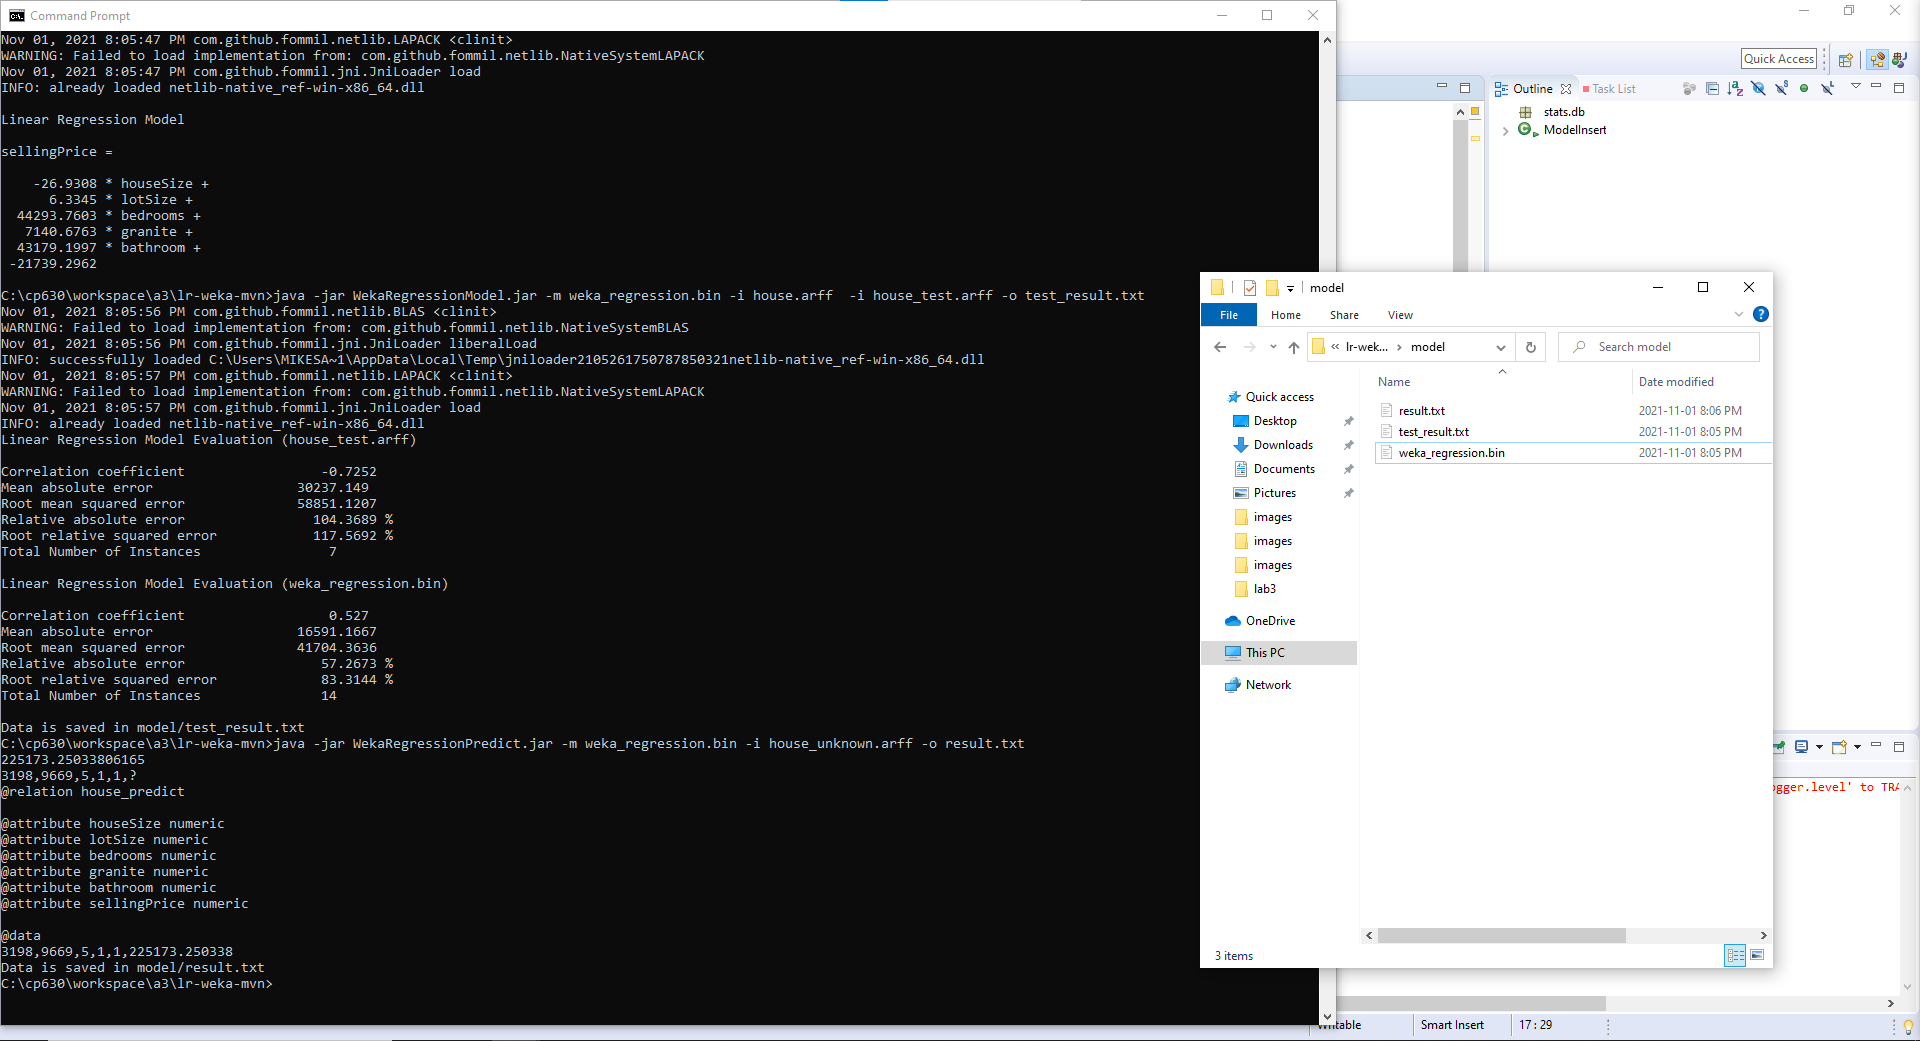 Command Prompt
Nov 01, 2021 8:05:47 PM com.github.fommil.netlib.LAPACK <clinit>
WARNING: Failed to load implementation from: com.github.fommil.netlib.NativeSystemLAPACK
Nov 01, 2021 8:05:47 PM com.github.fommil.jni.JniLoader load
INFO: already loaded netlib-native_ref-win-x86_64.dll
Linear Regression Model
sellingPrice =
-26.9308 * houseSize +
6.3345 * lotSize +
44293.7603 * bedrooms +
7140.6763 * granite +
43179.1997 * bathroom +
-21739.2962
C:\cp630\workspace\a3\lr-weka-mvn>java -jar WekaRegressionModel.jar -m weka_regression.bin -i house.arff  -i house_test.arff -o test_result.txt
Nov 01, 2021 8:05:56 PM com.github.fommil.netlib.BLAS <clinit>
WARNING: Failed to load implementation from: com.github.fommil.netlib.NativeSystemBLAS
Nov 01, 2021 8:05:56 PM com.github.fommil.jni.JniLoader liberalLoad
INFO: successfully loaded C:\Users\MIKESA~1\AppData\Local\Temp\jniloader2105261750787850321netlib-native_ref-win-x86_64.dll
Nov 01, 2021 8:05:57 PM com.github.fommil.netlib.LAPACK <clinit>
WARNING: Failed to load implementation from: com.github.fommil.netlib.NativeSystemLAPACK
Nov 01, 2021 8:05:57 PM com.github.fommil.jni.JniLoader load
INFO: already loaded netlib-native_ref-win-x86_64.dll
Linear Regression Model Evaluation (house_test.arff)
Correlation coefficient -0.7252
Mean absolute error 30237.149
Root mean squared error 58851.1207
Relative absolute error 104.3689 %
Root relative squared error 117.5692 %
Total Number of Instances 7
Linear Regression Model Evaluation (weka_regression.bin)
Correlation coefficient 0.527
Mean absolute error 16591.1667
Root mean squared error 41704.3636
Relative absolute error 57.2673 %
Root relative squared error 83.3144 %
Total Number of Instances 14
Data is saved in model/test_result.txt
C:\cp630\workspace\a3\lr-weka-mvn>java -jar WekaRegressionPredict.jar -m weka_regression.bin -i house_unknown.arff -o result.txt
225173.25033806165
3198,9669,5,1,1,?
@relation house_predict
@attribute houseSize numeric
@attribute lotSize numeric
@attribute bedrooms numeric
@attribute granite numeric
@attribute bathroom numeric
@attribute sellingPrice numeric
@data
3198,9669,5,1,1,225173.250338
Data is saved in model/result.txt
C:\cp630\workspace\a3\lr-weka-mvn>
Quick Access
Outline
Task List
stats.db
ModelInsert
model
File Home Share View
« lr-wek... › model
Search model
Name Date modified
Quick access
Desktop
Downloads
Documents
Pictures
images
images
images
lab3
OneDrive
This PC
Network
result.txt 2021-11-01 8:06 PM
test_result.txt 2021-11-01 8:05 PM
weka_regression.bin 2021-11-01 8:05 PM
3 items
ogger.level' to TRA
Smart Insert
17 : 29